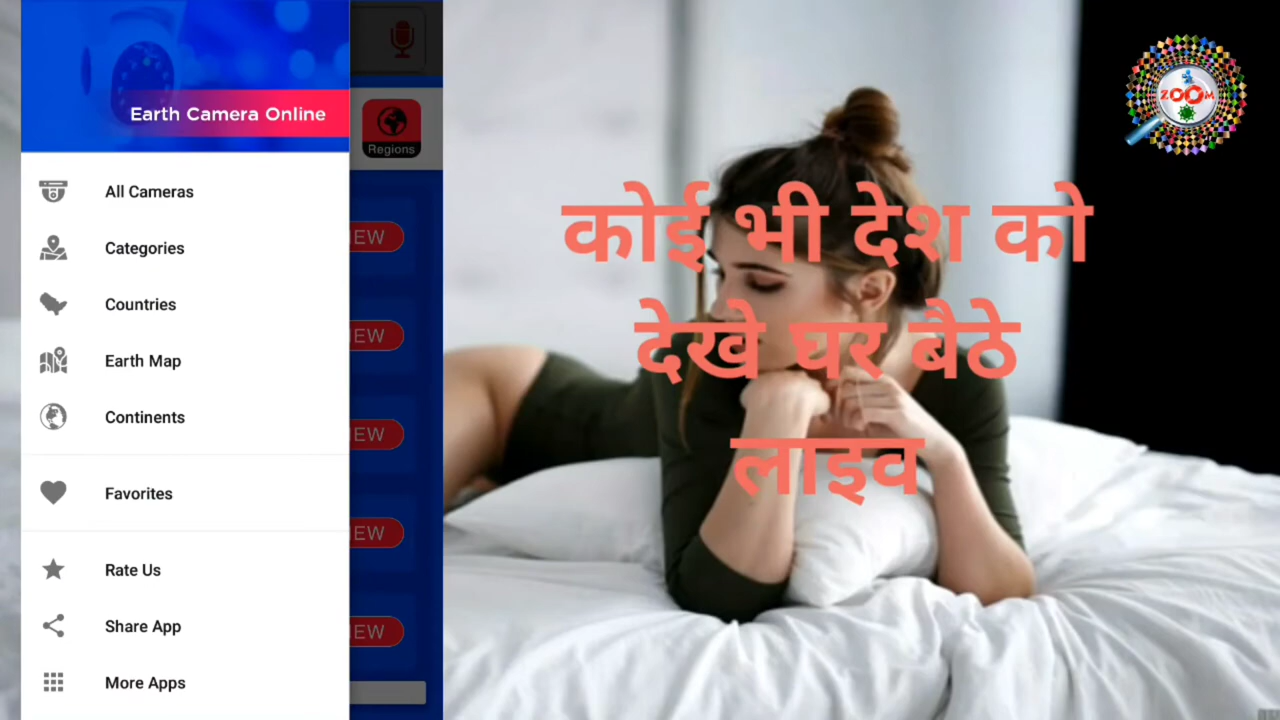 Earth Camera Online
All Cameras
Categories
Countries
Earth Map
Continents
Favorites
Rate Us
Share App
More Apps
Regions
EW
EW
EW
EW
EW
कोई भी देश को
देखे घर बैठे
लाइव
ZOOM